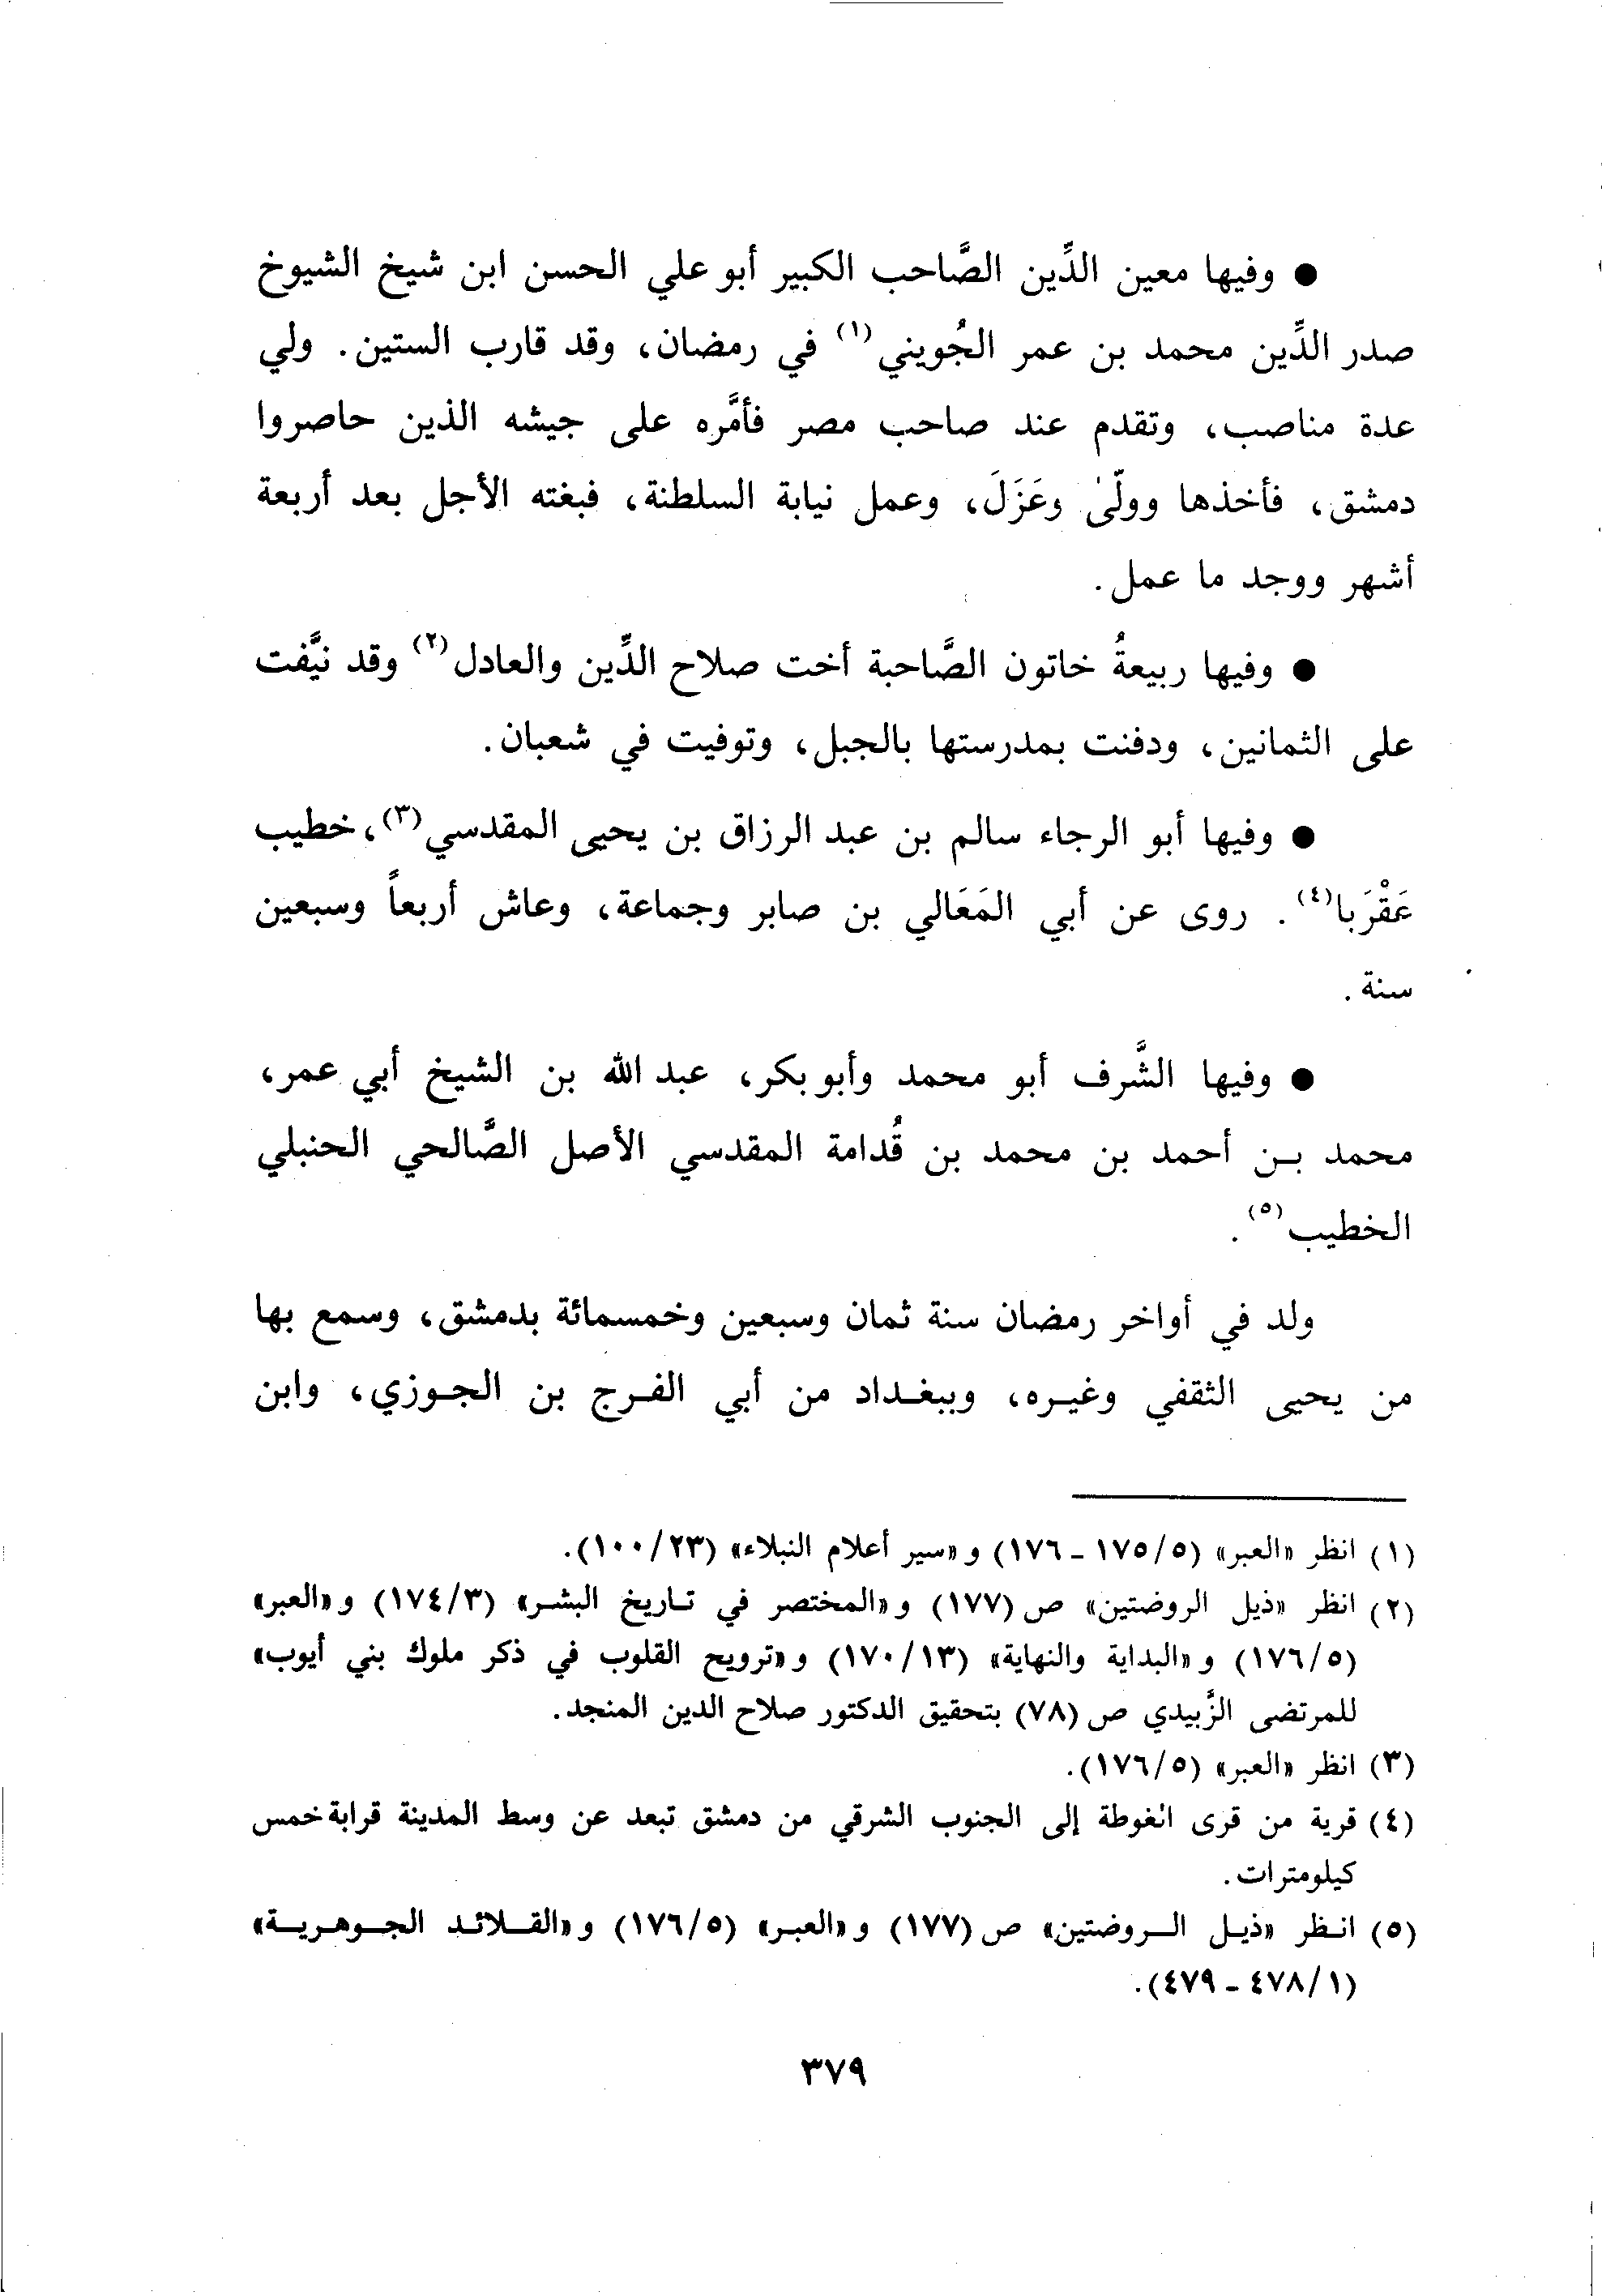 ● وفيها معين الدِّين الصَّاحب الكبير أبو علي الحسن ابن شيخ الشيوخ
صدر الدِّين محمد بن عمر الجُويني(١) في رمضان، وقد قارب الستين. ولي
عدة مناصب، وتقدم عند صاحب مصر فأمَّره على جيشه الذين حاصروا
دمشق، فأخذها وولّىٰ وعَزَلَ، وعمل نيابة السلطنة، فبغته الأجل بعد أربعة
أشهر ووجد ما عمل.
● وفيها ربيعةُ خاتون الصَّاحبة أخت صلاح الدِّين والعادل(٢) وقد نيَّفت
على الثمانين، ودفنت بمدرستها بالجبل، وتوفيت في شعبان.
● وفيها أبو الرجاء سالم بن عبد الرزاق بن يحيى المقدسي(٣)، خطيب
عَقْرَبا(٤). روى عن أبي المَعَالي بن صابر وجماعة، وعاش أربعاً وسبعين
سنة.
● وفيها الشَّرف أبو محمد وأبو بكر، عبد الله بن الشيخ أبي عمر،
محمد بن أحمد بن محمد بن قُدامة المقدسي الأصل الصَّالحي الحنبلي
الخطيب(٥).
ولد في أواخر رمضان سنة ثمان وسبعين وخمسمائة بدمشق، وسمع بها
من يحيى الثقفي وغيره، وببغداد من أبي الفرج بن الجوزي، وابن
(١) انظر «العبر» (٥/ ١٧٥ - ١٧٦) و «سير أعلام النبلاء» (٢٣/ ١٠٠).
(٢) انظر «ذيل الروضتين» ص (١٧٧) و «المختصر في تاريخ البشر» (٣/ ١٧٤) و «العبر»
(٥/ ١٧٦) و «البداية والنهاية» (١٣/ ١٧٠) و «ترويح القلوب في ذكر ملوك بني أيوب»
للمرتضى الزَّبيدي ص (٧٨) بتحقيق الدكتور صلاح الدين المنجد.
(٣) انظر «العبر» (٥/ ١٧٦).
(٤) قرية من قرى الغوطة إلى الجنوب الشرقي من دمشق تبعد عن وسط المدينة قرابة خمس
كيلومترات.
(٥) انظر «ذيل الروضتين» ص (١٧٧) و «العبر» (٥/ ١٧٦) و «القلائد الجوهرية»
(١/ ٤٧٨ - ٤٧٩).
٣٧٩